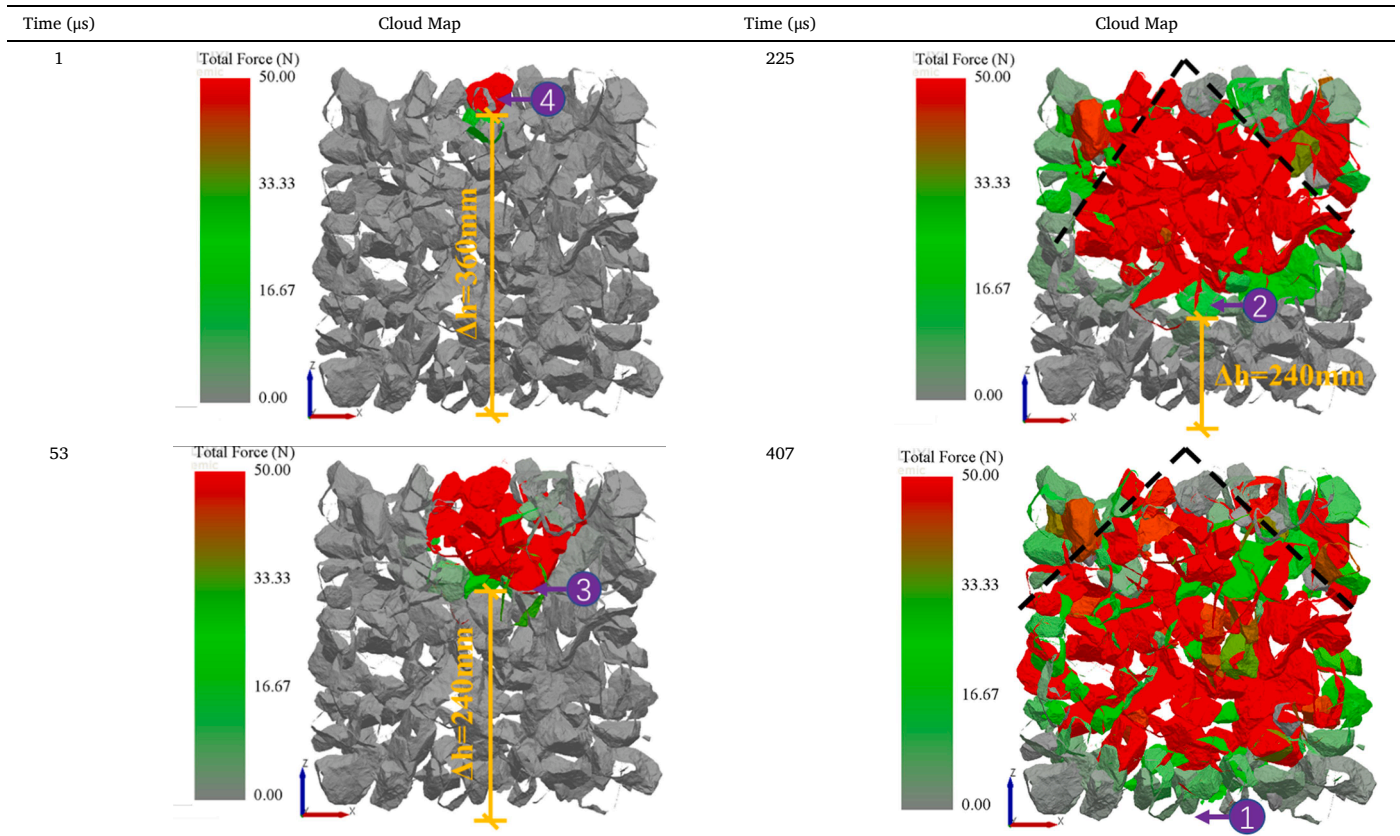 Time (μs) Cloud Map Time (μs) Cloud Map
1
Total Force (N)
50.00
33.33
16.67
0.00
4
Δh=360mm
z
x
225
Total Force (N)
50.00
33.33
16.67
0.00
2
Δh=240mm
z
x
53
Total Force (N)
emic
50.00
33.33
16.67
0.00
3
Δh=240mm
z
x
407
Total Force (N)
emic
50.00
33.33
16.67
0.00
1
z
x